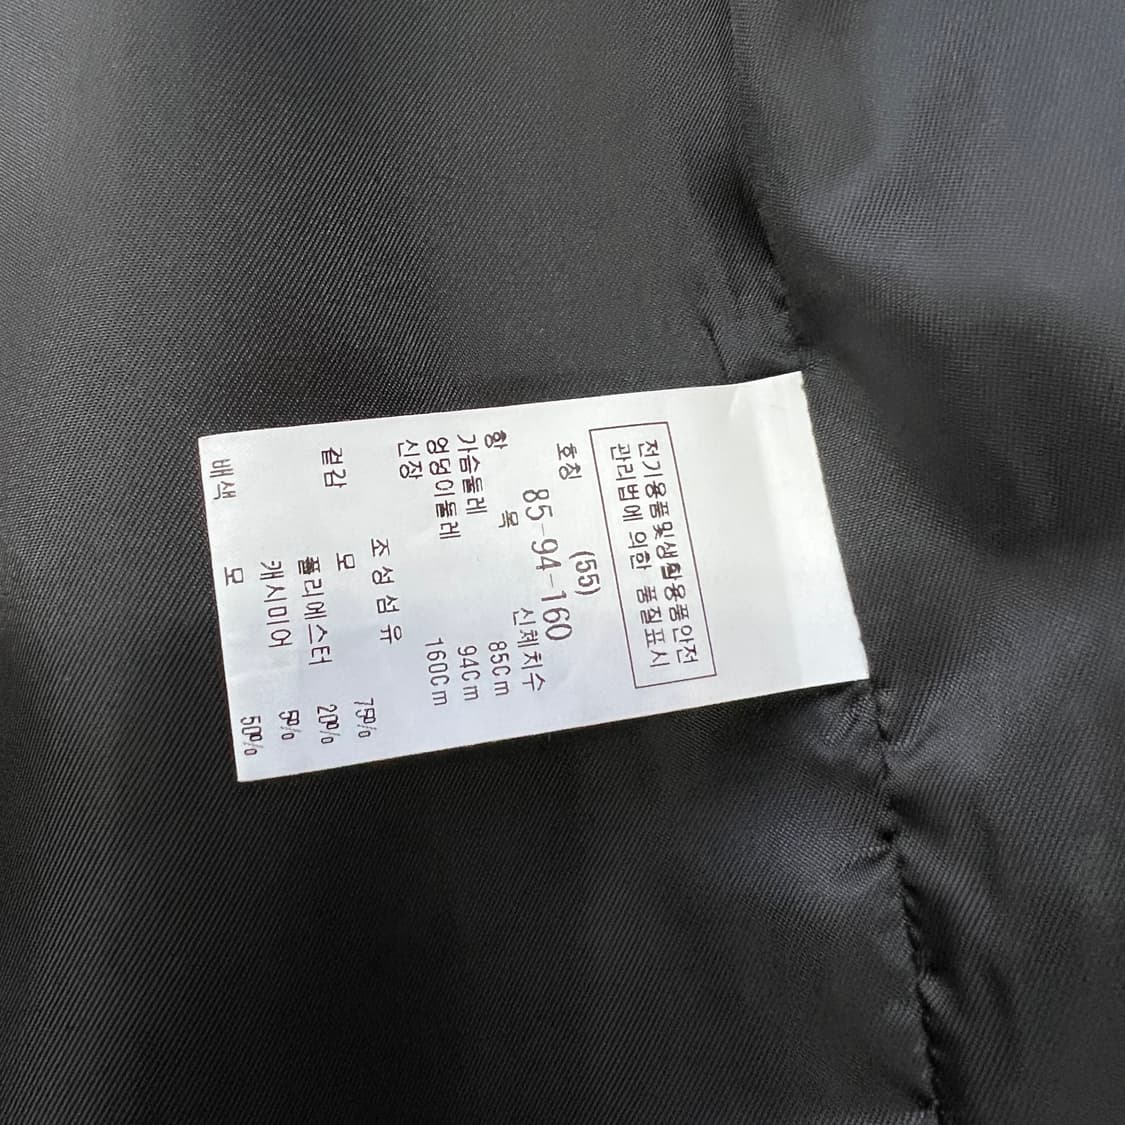 전기용품및생활용품안전
관리법에 의한 품질표시
호칭 (55)
85-94-160
항 목 신체치수
가슴둘레 85Cm
엉덩이둘레 94Cm
신장 160Cm
조성섬유
겉감 모 75%
폴리에스터 20%
캐시미어 5%
배색 모 50%